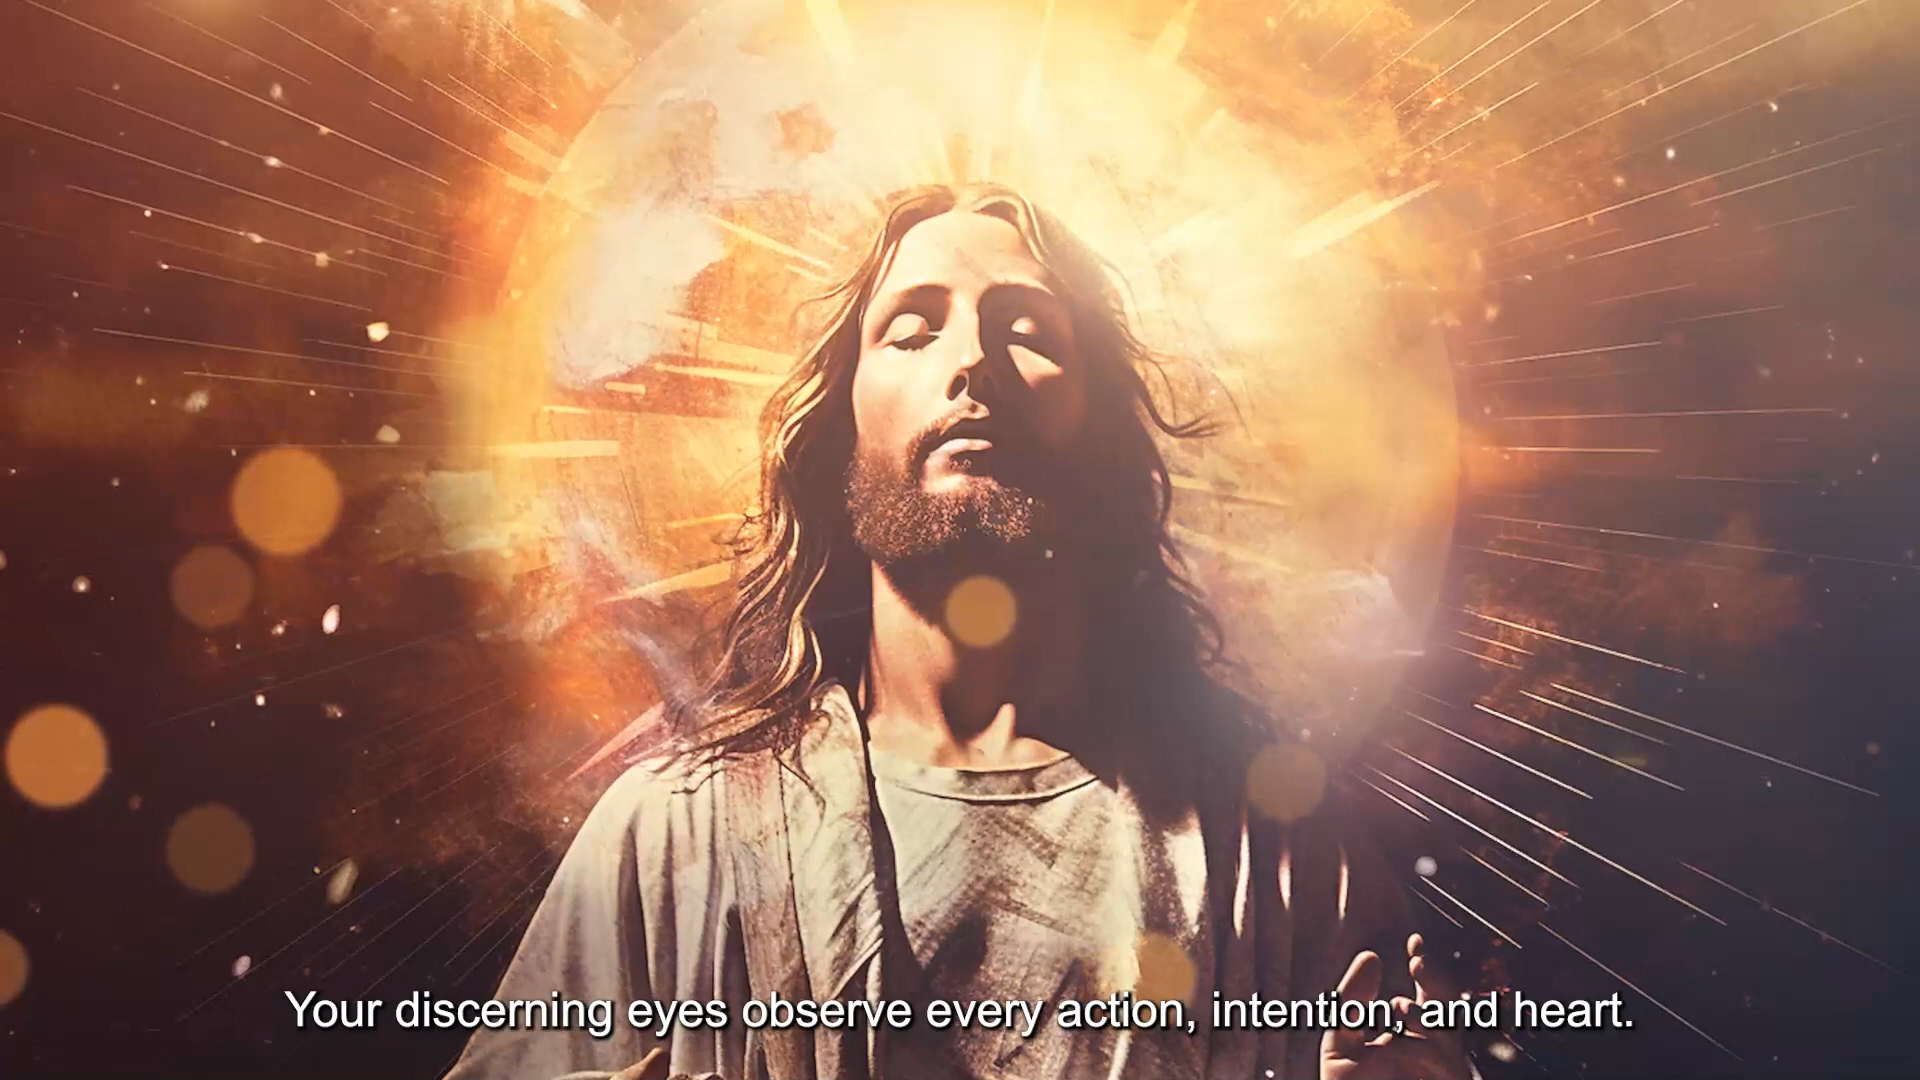 Your discerning eyes observe every action, intention, and heart.